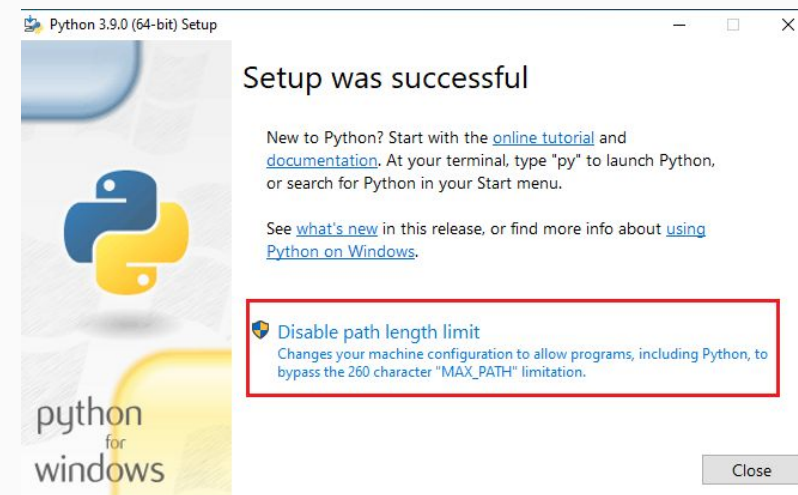 Python 3.9.0 (64-bit) Setup
Setup was successful
New to Python? Start with the online tutorial and
documentation. At your terminal, type "py" to launch Python,
or search for Python in your Start menu.
See what's new in this release, or find more info about using
Python on Windows.
Disable path length limit
Changes your machine configuration to allow programs, including Python, to
bypass the 260 character "MAX_PATH" limitation.
python
for
windows
Close